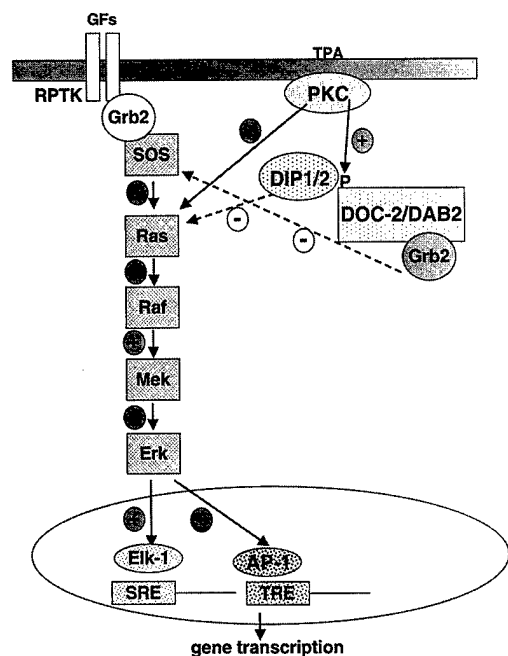 GFs
TPA
RPTK
PKC
Grb2
+
SOS
DIP1/2
P
DOC-2/DAB2
-
-
Ras
Grb2
Raf
+
Mek
Erk
+
Elk-1
AP-1
SRE
TRE
gene transcription